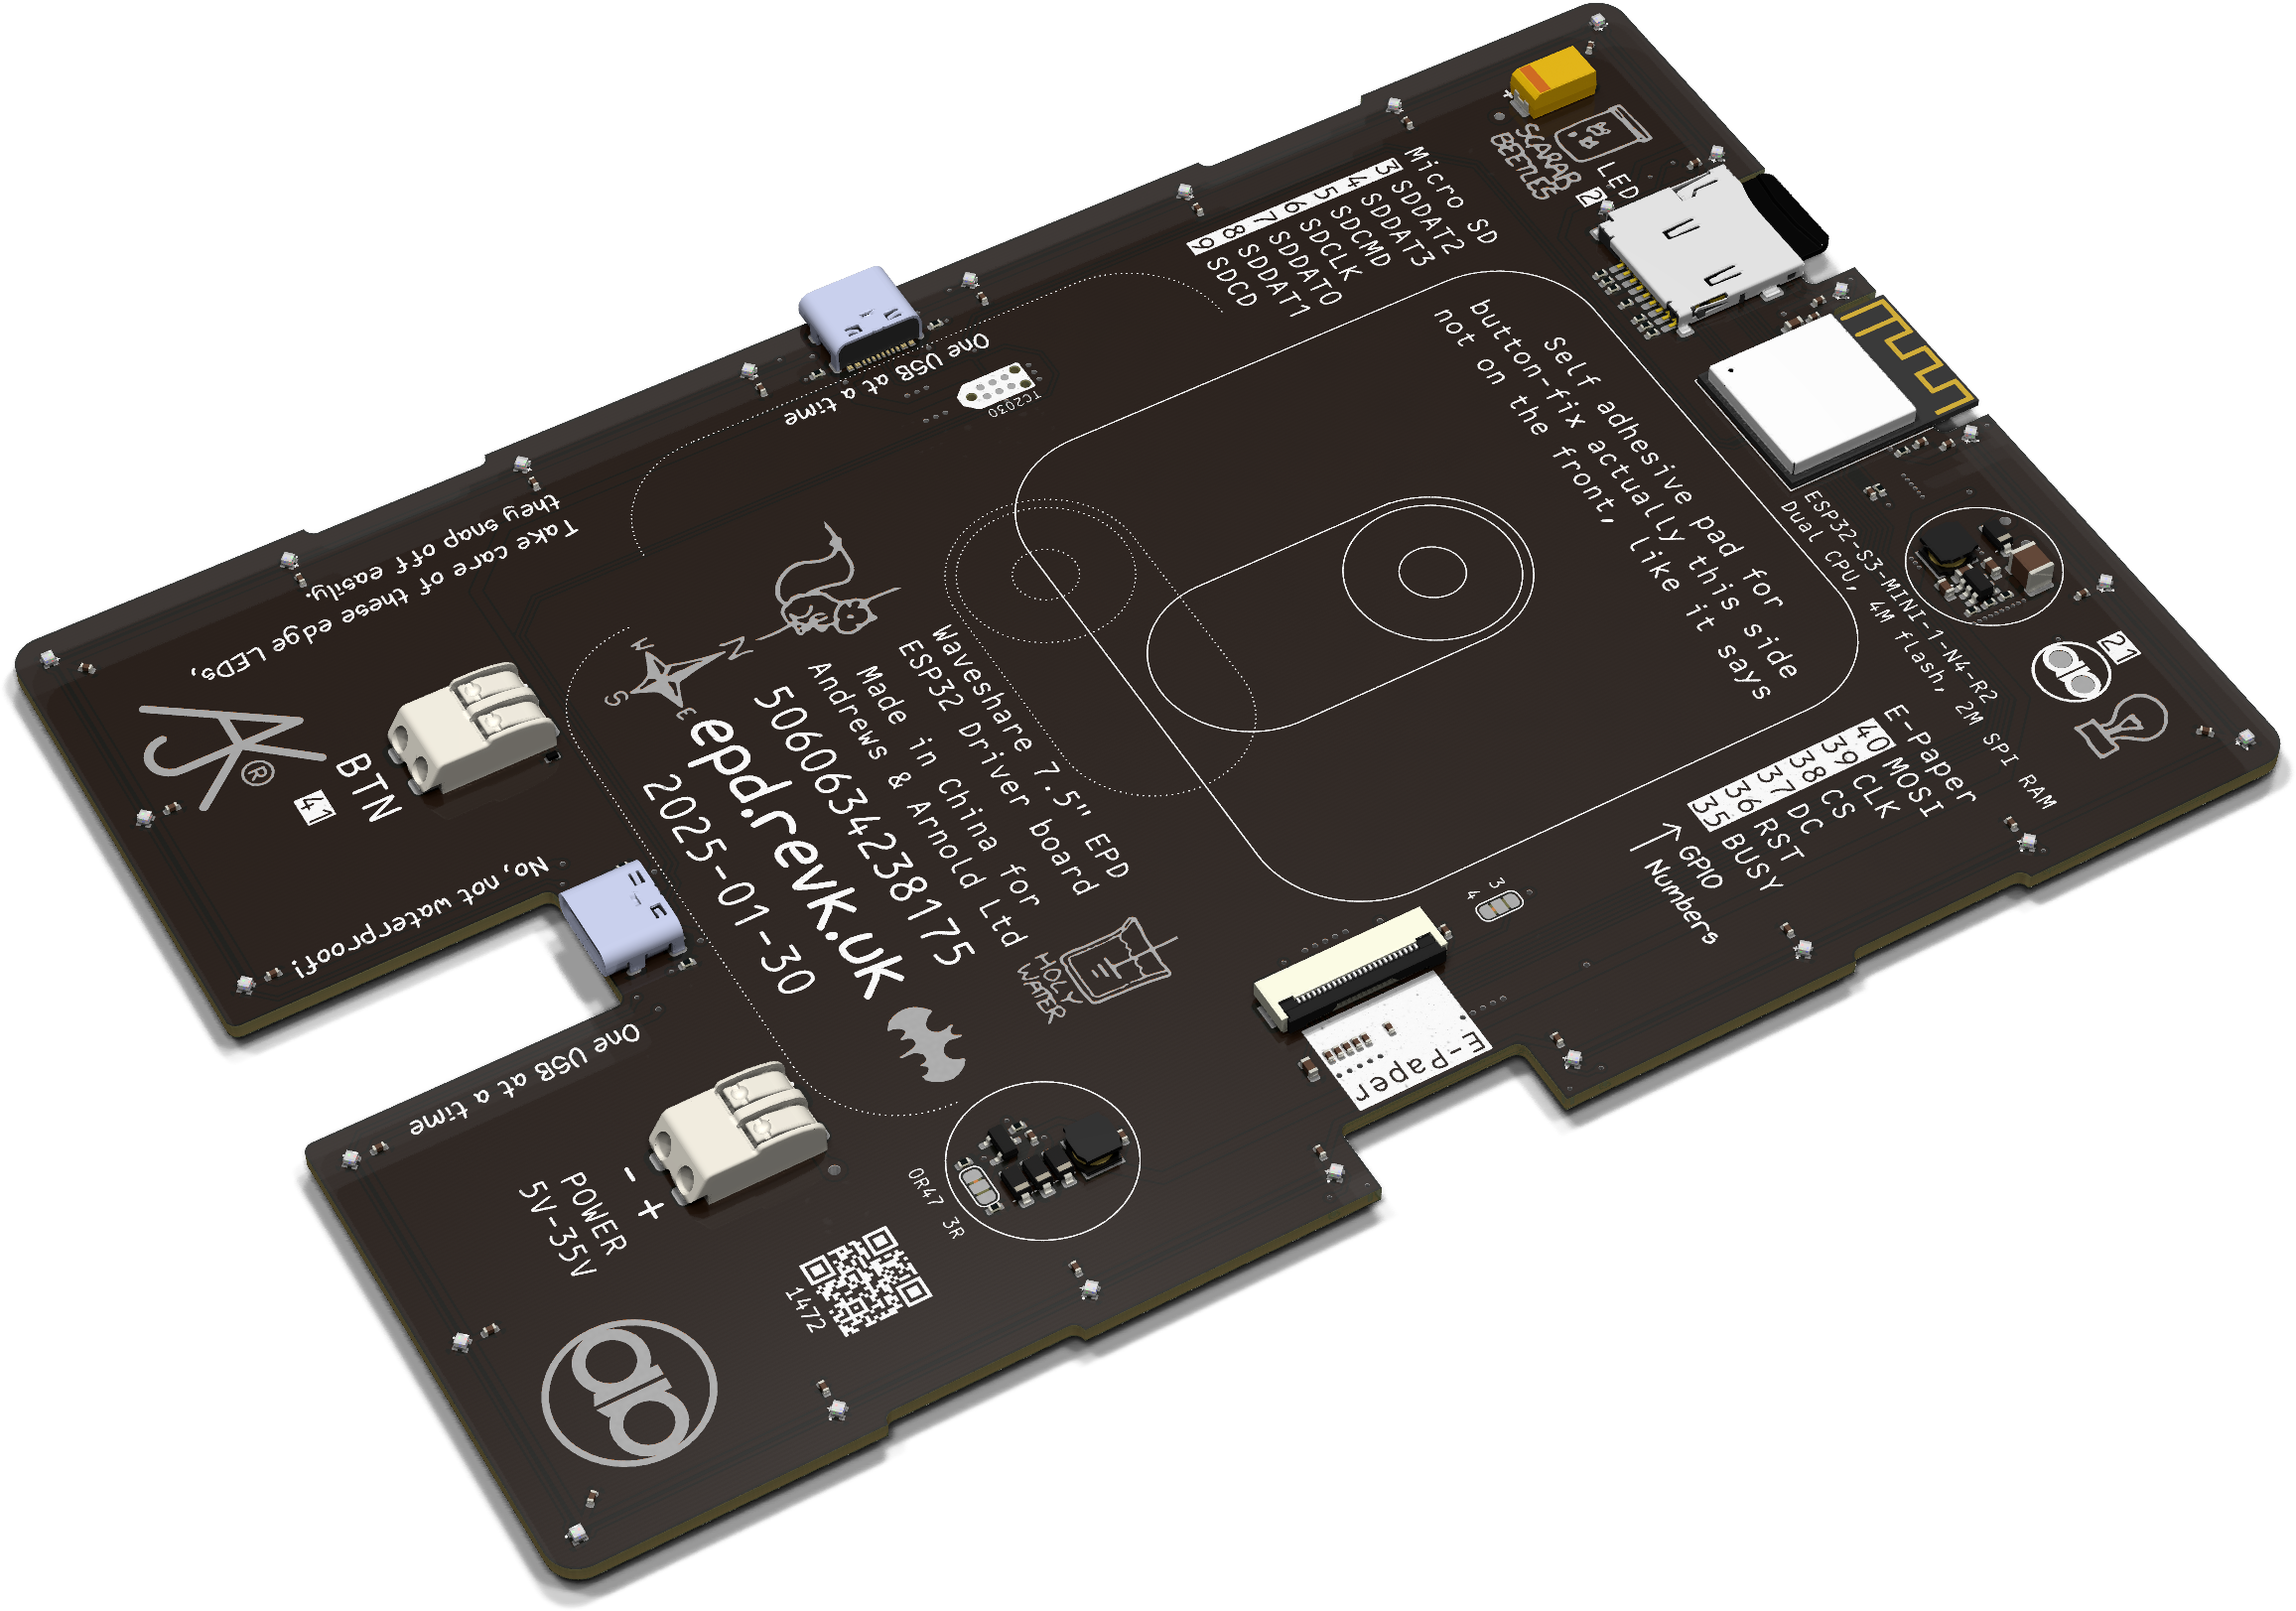 SCARAB
BEETLES
LED
2
Micro SD
3 SDDAT2
4 SDDAT3
5 SDCMD
6 SDCLK
7 SDDAT0
8 SDDAT1
9 SDCD
One USB at a time
TC2030
Self adhesive pad for
button-fix actually this side
not on the front, like it says
ESP32-S3-MINI-1-N4-R2
Dual CPU, 4M flash, 2M SPI RAM
21
E-Paper
40 MOSI
39 CLK
38 CS
37 DC
36 RST
35 BUSY
GPIO
Numbers
3
4
E-Paper
Take care of these edge LEDs,
they snap off easily.
AJK®
BTN
41
N
E
S
W
Waveshare 7.5" EPD
ESP32 Driver board
Made in China for
Andrews & Arnold Ltd
5060634238175
epd.revk.uk
2025-01-30
HOLY
WATER
No, not waterproof!
One USB at a time
- +
POWER
5V-35V
0R47 3R
1472